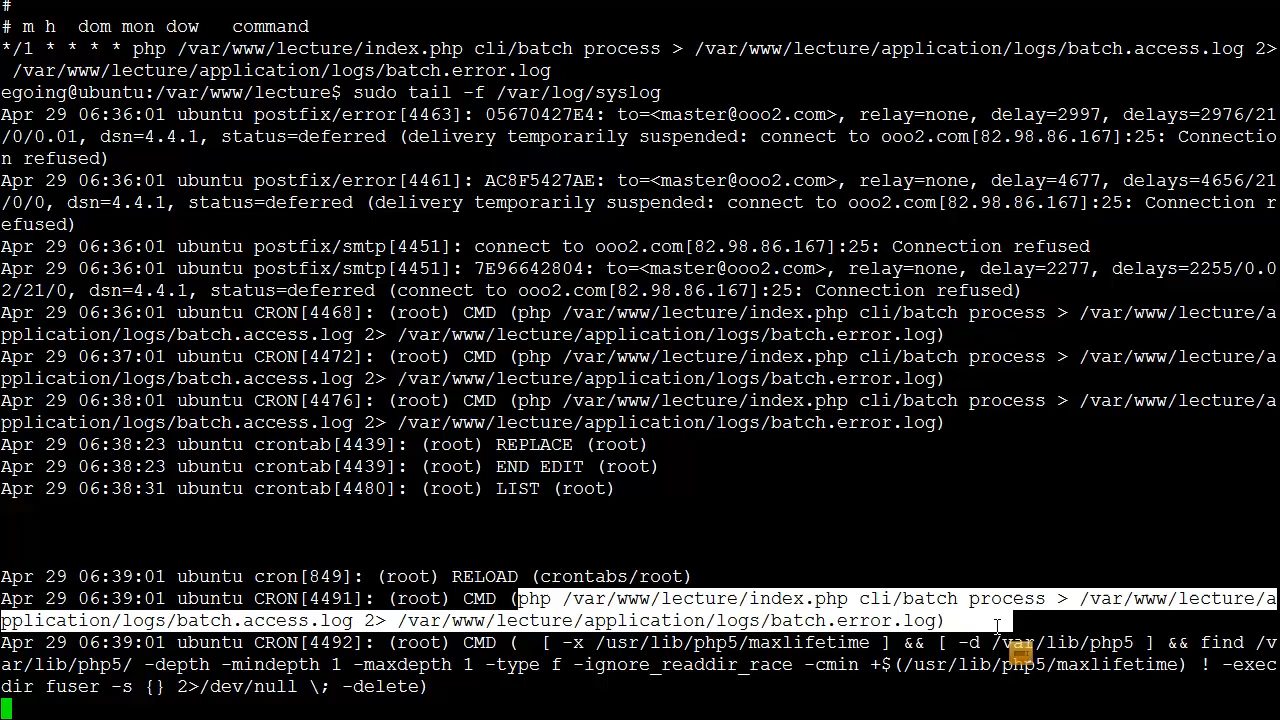 #
# m h  dom mon dow   command
*/1 * * * * php /var/www/lecture/index.php cli/batch process > /var/www/lecture/application/logs/batch.access.log 2>
 /var/www/lecture/application/logs/batch.error.log
egoing@ubuntu:/var/www/lecture$ sudo tail -f /var/log/syslog
Apr 29 06:36:01 ubuntu postfix/error[4463]: 05670427E4: to=<master@ooo2.com>, relay=none, delay=2997, delays=2976/21
/0/0.01, dsn=4.4.1, status=deferred (delivery temporarily suspended: connect to ooo2.com[82.98.86.167]:25: Connectio
n refused)
Apr 29 06:36:01 ubuntu postfix/error[4461]: AC8F5427AE: to=<master@ooo2.com>, relay=none, delay=4677, delays=4656/21
/0/0, dsn=4.4.1, status=deferred (delivery temporarily suspended: connect to ooo2.com[82.98.86.167]:25: Connection r
efused)
Apr 29 06:36:01 ubuntu postfix/smtp[4451]: connect to ooo2.com[82.98.86.167]:25: Connection refused
Apr 29 06:36:01 ubuntu postfix/smtp[4451]: 7E96642804: to=<master@ooo2.com>, relay=none, delay=2277, delays=2255/0.0
2/21/0, dsn=4.4.1, status=deferred (connect to ooo2.com[82.98.86.167]:25: Connection refused)
Apr 29 06:36:01 ubuntu CRON[4468]: (root) CMD (php /var/www/lecture/index.php cli/batch process > /var/www/lecture/a
pplication/logs/batch.access.log 2> /var/www/lecture/application/logs/batch.error.log)
Apr 29 06:37:01 ubuntu CRON[4472]: (root) CMD (php /var/www/lecture/index.php cli/batch process > /var/www/lecture/a
pplication/logs/batch.access.log 2> /var/www/lecture/application/logs/batch.error.log)
Apr 29 06:38:01 ubuntu CRON[4476]: (root) CMD (php /var/www/lecture/index.php cli/batch process > /var/www/lecture/a
pplication/logs/batch.access.log 2> /var/www/lecture/application/logs/batch.error.log)
Apr 29 06:38:23 ubuntu crontab[4439]: (root) REPLACE (root)
Apr 29 06:38:23 ubuntu crontab[4439]: (root) END EDIT (root)
Apr 29 06:38:31 ubuntu crontab[4480]: (root) LIST (root)
Apr 29 06:39:01 ubuntu cron[849]: (root) RELOAD (crontabs/root)
Apr 29 06:39:01 ubuntu CRON[4491]: (root) CMD (php /var/www/lecture/index.php cli/batch process > /var/www/lecture/a
pplication/logs/batch.access.log 2> /var/www/lecture/application/logs/batch.error.log)
Apr 29 06:39:01 ubuntu CRON[4492]: (root) CMD (  [ -x /usr/lib/php5/maxlifetime ] && [ -d /var/lib/php5 ] && find /v
ar/lib/php5/ -depth -mindepth 1 -maxdepth 1 -type f -ignore_readdir_race -cmin +$(/usr/lib/php5/maxlifetime) ! -exec
dir fuser -s {} 2>/dev/null \; -delete)